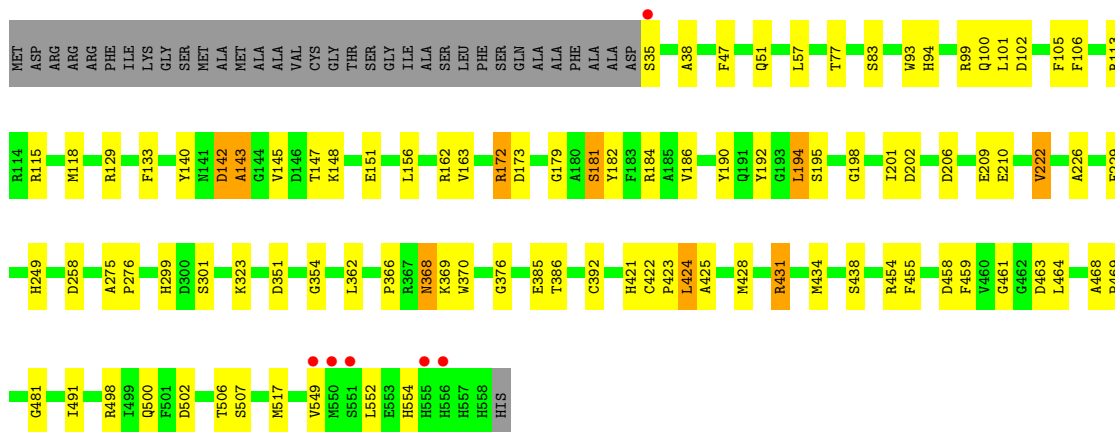 MET ASP ARG ARG ARG PHE ILE LYS GLY SER MET ALA MET ALA ALA VAL CYS GLY THR SER GLY ILE ALA SER LEU PHE SER GLN ALA ALA PHE ALA ALA ALA ASP S35 A38 F47 Q51 L57 T77 S83 W93 H94 R99 Q100 L101 D102 F105 F106
R114 R115 M118 R129 F133 Y140 N141 D142 A143 G144 V145 D146 T147 K148 E151 L156 R162 V163 R172 D173 G179 A180 S181 Y182 F183 R184 A185 V186 Y190 Q191 Y192 G193 L194 S195 G198 I201 D202 D206 E209 E210 V222 A226
H249 D258 A275 P276 H299 D300 S301 K323 D351 G354 L362 P366 R367 N368 K369 W370 G376 E385 T386 C392 H421 C422 P423 L424 A425 M428 R431 M434 S438 R454 F455 D458 F459 V460 G461 G462 D463 L464 A468
G481 I491 R498 I499 Q500 F501 D502 T506 S507 M517 V549 M550 S551 L552 E553 H554 H555 H556 H557 H558 HIS